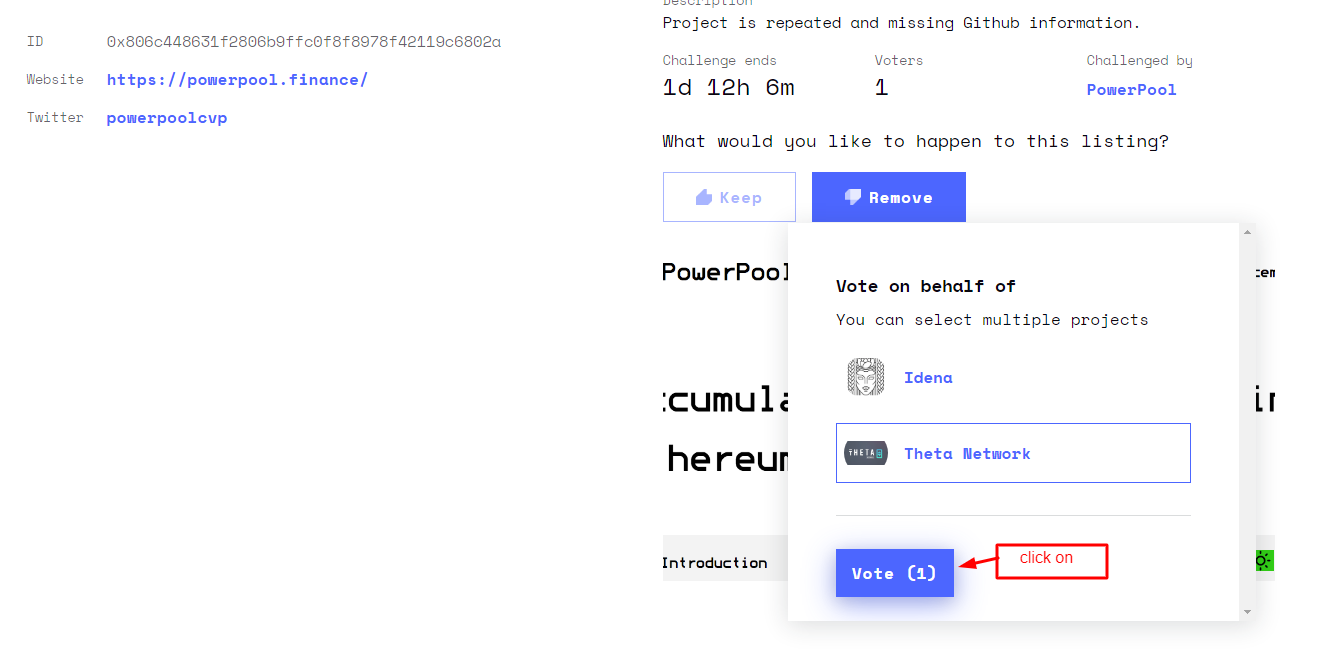 ID 0x806c448631f2806b9ffc0f8f8978f42119c6802a
Website https://powerpool.finance/
Twitter powerpoolcvp
Description
Project is repeated and missing Github information.
Challenge ends Voters Challenged by
1d 12h 6m 1 PowerPool
What would you like to happen to this listing?
Keep Remove
PowerPool
Vote on behalf of
You can select multiple projects
Idena
THETA Theta Network
Introduction
Vote (1)
click on